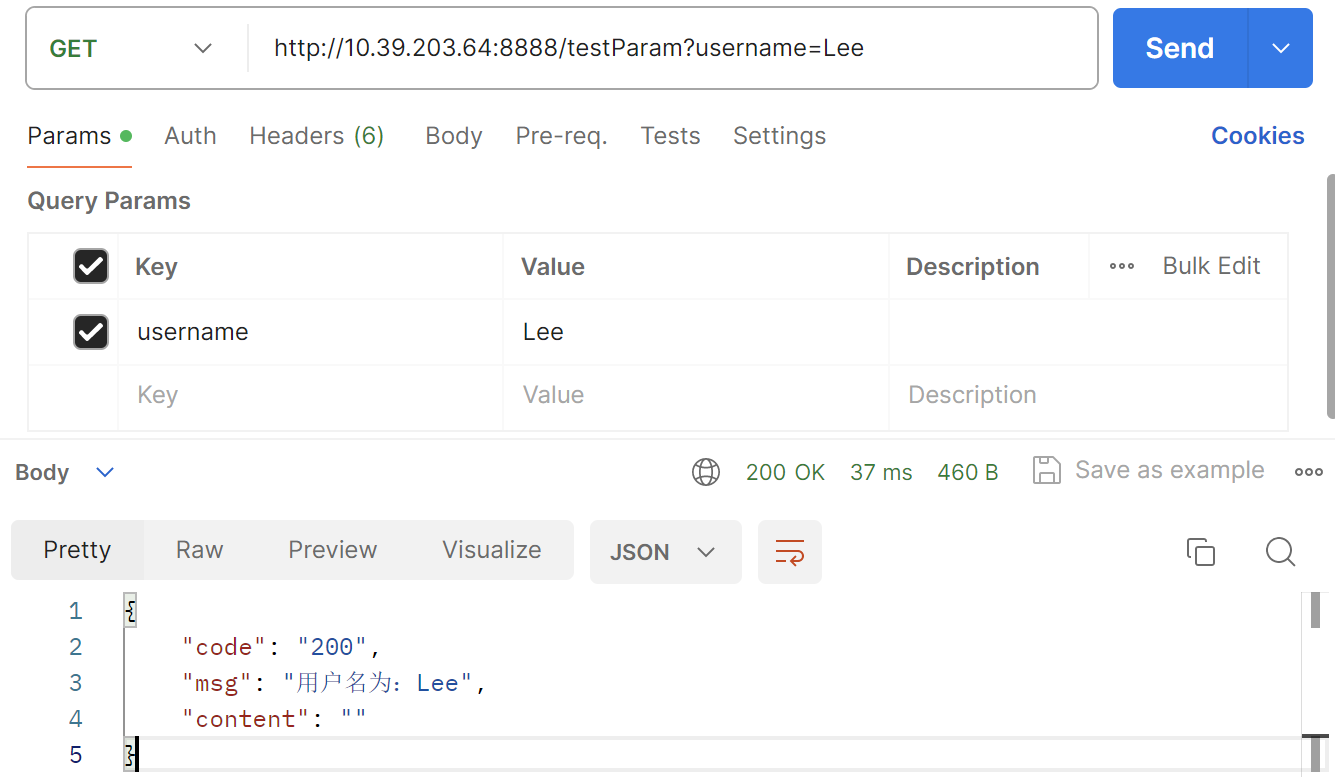 GET http://10.39.203.64:8888/testParam?username=Lee Send
Params Auth Headers (6) Body Pre-req. Tests Settings Cookies
Query Params
Key Value Description Bulk Edit
username Lee
Key Value Description
Body 200 OK 37 ms 460 B Save as example
Pretty Raw Preview Visualize JSON
1 {
2 "code": "200",
3 "msg": "用户名为：Lee",
4 "content": ""
5 }